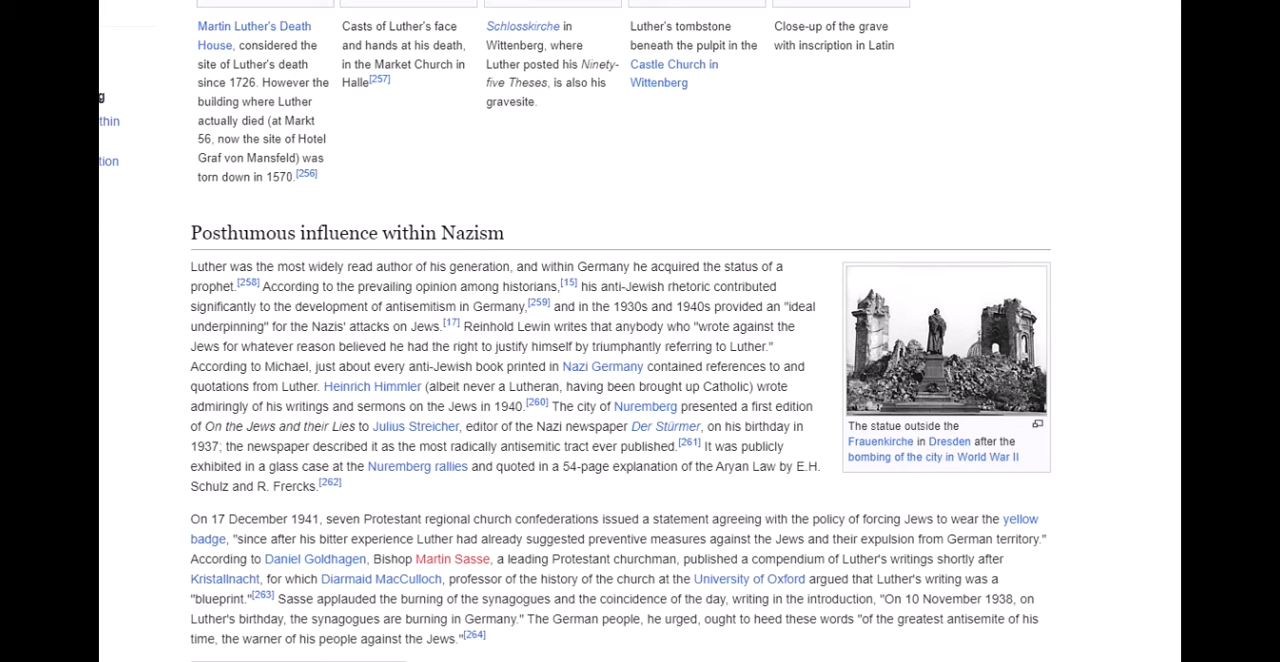 Martin Luther's Death
House, considered the
site of Luther's death
since 1726. However the
building where Luther
actually died (at Markt
56, now the site of Hotel
Graf von Mansfeld) was
torn down in 1570.[256]
Casts of Luther's face
and hands at his death,
in the Market Church in
Halle[257]
Schlosskirche in
Wittenberg, where
Luther posted his Ninety-
five Theses, is also his
gravesite.
Luther's tombstone
beneath the pulpit in the
Castle Church in
Wittenberg
Close-up of the grave
with inscription in Latin
g
thin
tion
Posthumous influence within Nazism
Luther was the most widely read author of his generation, and within Germany he acquired the status of a
prophet.[258] According to the prevailing opinion among historians,[15] his anti-Jewish rhetoric contributed
significantly to the development of antisemitism in Germany,[259] and in the 1930s and 1940s provided an "ideal
underpinning" for the Nazis' attacks on Jews.[17] Reinhold Lewin writes that anybody who "wrote against the
Jews for whatever reason believed he had the right to justify himself by triumphantly referring to Luther."
According to Michael, just about every anti-Jewish book printed in Nazi Germany contained references to and
quotations from Luther. Heinrich Himmler (albeit never a Lutheran, having been brought up Catholic) wrote
admiringly of his writings and sermons on the Jews in 1940.[260] The city of Nuremberg presented a first edition
of On the Jews and their Lies to Julius Streicher, editor of the Nazi newspaper Der Stürmer, on his birthday in
1937; the newspaper described it as the most radically antisemitic tract ever published.[261] It was publicly
exhibited in a glass case at the Nuremberg rallies and quoted in a 54-page explanation of the Aryan Law by E.H.
Schulz and R. Frercks.[262]
The statue outside the
Frauenkirche in Dresden after the
bombing of the city in World War II
On 17 December 1941, seven Protestant regional church confederations issued a statement agreeing with the policy of forcing Jews to wear the yellow
badge, "since after his bitter experience Luther had already suggested preventive measures against the Jews and their expulsion from German territory."
According to Daniel Goldhagen, Bishop Martin Sasse, a leading Protestant churchman, published a compendium of Luther's writings shortly after
Kristallnacht, for which Diarmaid MacCulloch, professor of the history of the church at the University of Oxford argued that Luther's writing was a
"blueprint."[263] Sasse applauded the burning of the synagogues and the coincidence of the day, writing in the introduction, "On 10 November 1938, on
Luther's birthday, the synagogues are burning in Germany." The German people, he urged, ought to heed these words "of the greatest antisemite of his
time, the warner of his people against the Jews."[264]